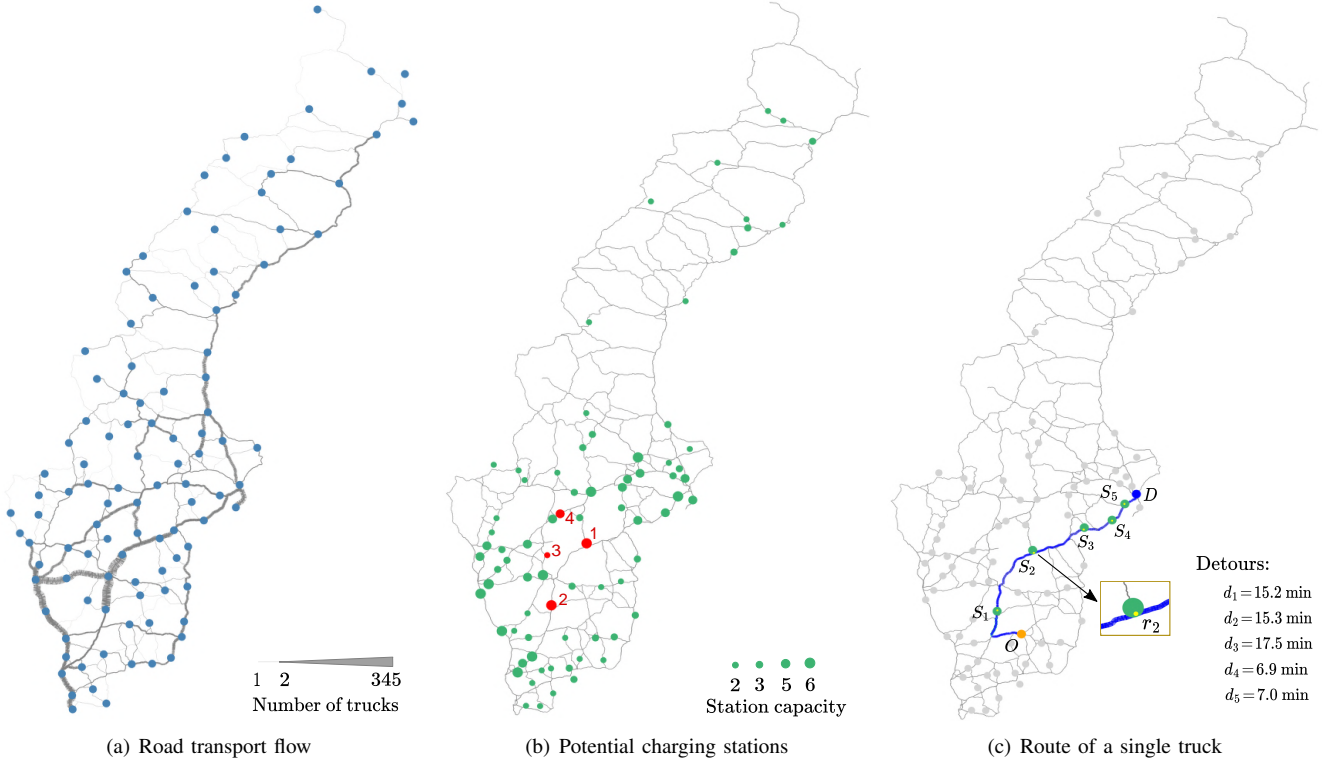 1 2 345
Number of trucks
(a) Road transport flow
4
1
3
2
2 3 5 6
Station capacity
(b) Potential charging stations
S₅ D
S₄
S₃
S₂
S₁
O
r₂
Detours:
d₁=15.2 min
d₂=15.3 min
d₃=17.5 min
d₄=6.9 min
d₅=7.0 min
(c) Route of a single truck